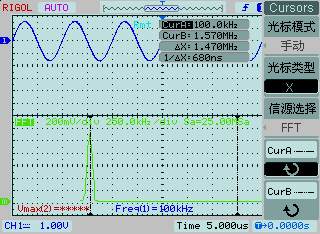 RIGOL AUTO
Cursors
光标模式
手动
光标类型
X
信源选择
FFT
CurA
CurB
CurA:100.0kHz
CurB:1.570MHz
ΔX:1.470MHz
1/ΔX:680ns
FFT 200mV/div 250.0kHz/div Sa=25.00MSa
Vmax(2)=***** Freq(1)=100kHz
CH1 1.00V Time 5.000us 0.0000s